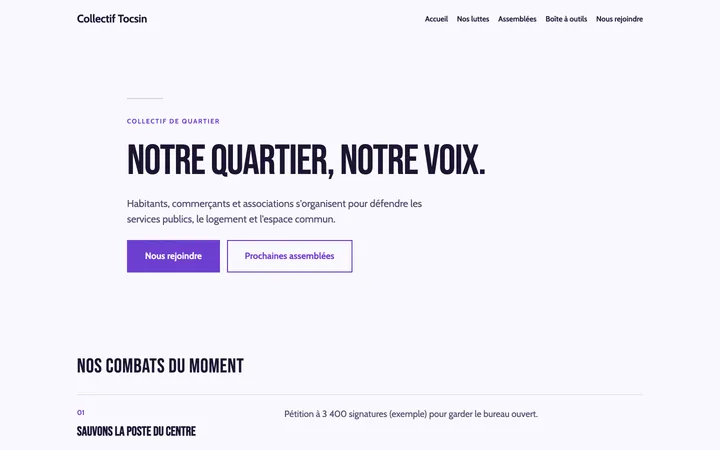 Collectif Tocsin
Accueil Nos luttes Assemblées Boîte à outils Nous rejoindre
COLLECTIF DE QUARTIER
NOTRE QUARTIER, NOTRE VOIX.
Habitants, commerçants et associations s'organisent pour défendre les
services publics, le logement et l'espace commun.
Nous rejoindre Prochaines assemblées
NOS COMBATS DU MOMENT
01
Pétition à 3 400 signatures (exemple) pour garder le bureau ouvert.
SAUVONS LA POSTE DU CENTRE